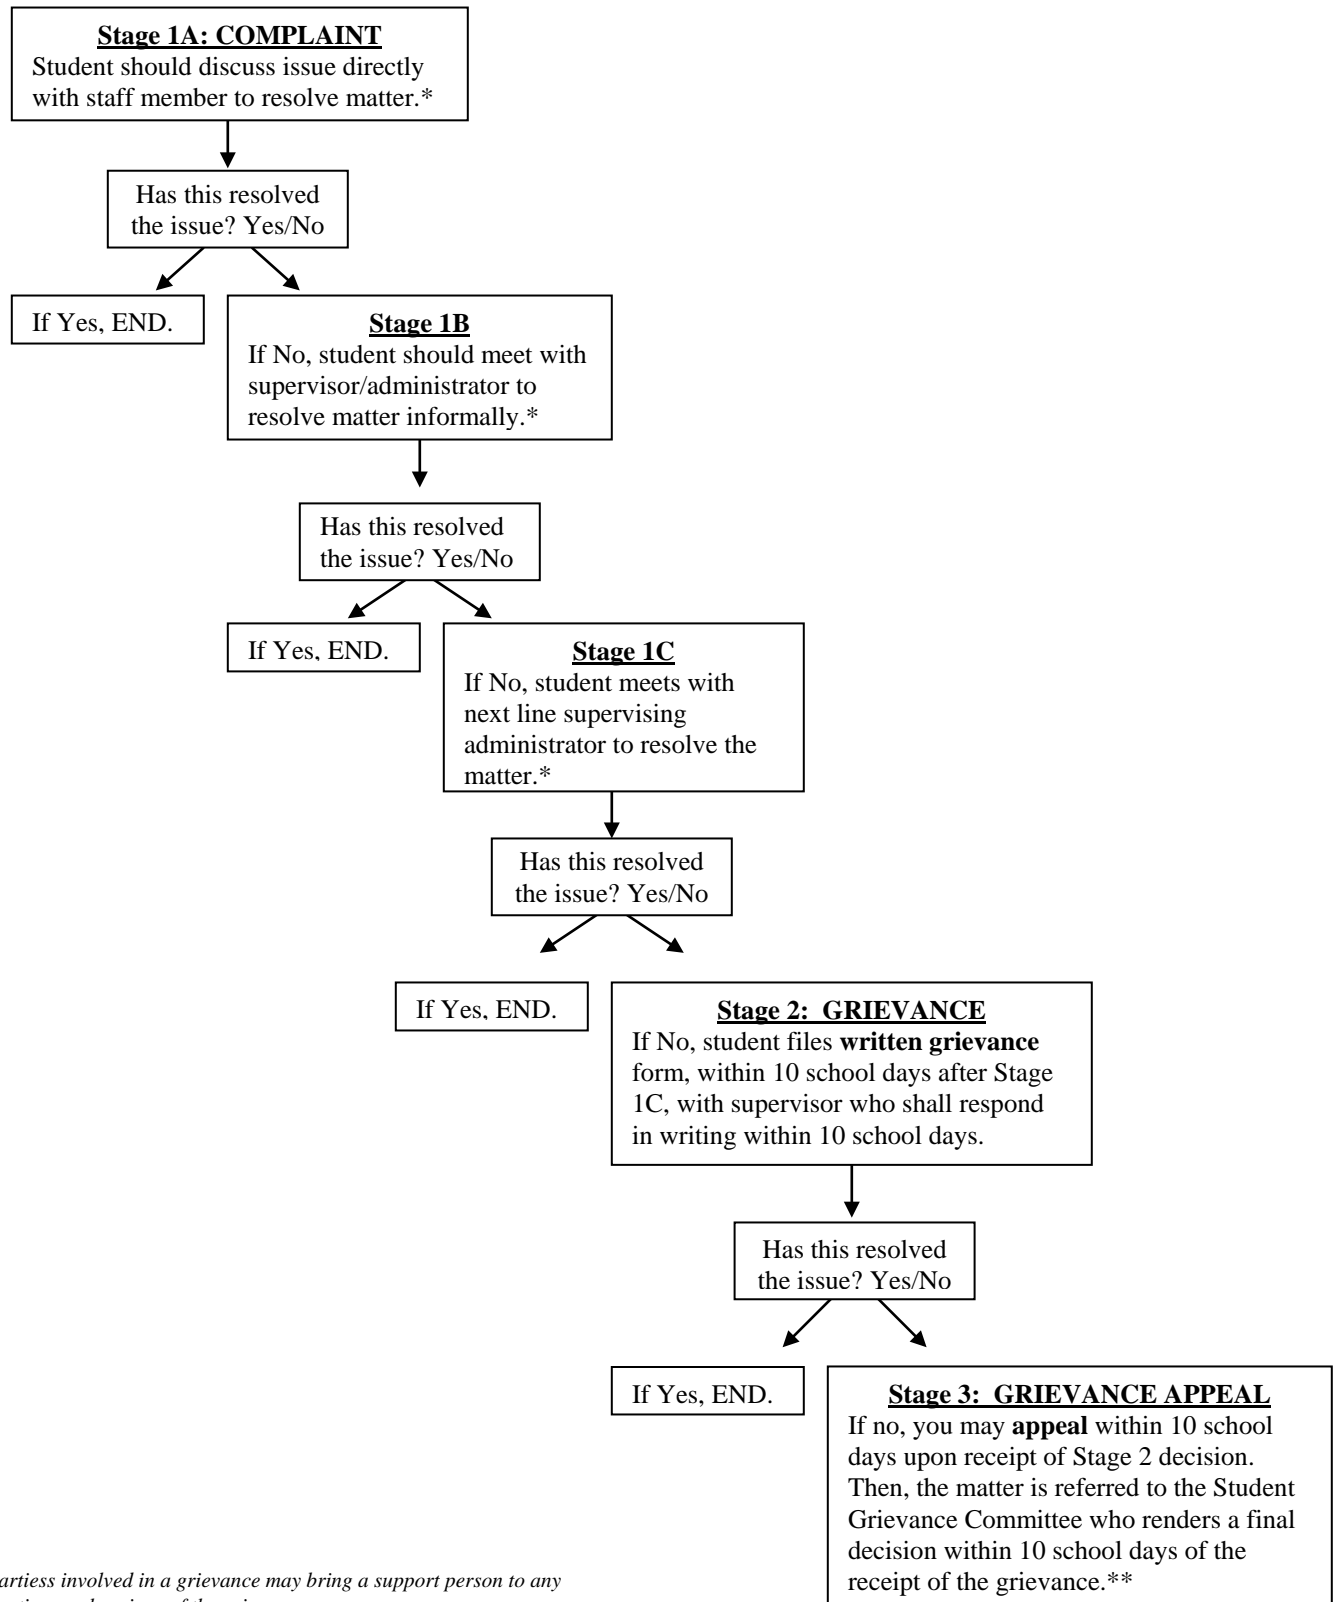 Stage 1A: COMPLAINT
Student should discuss issue directly
with staff member to resolve matter.*
Has this resolved
the issue? Yes/No
If Yes, END.
Stage 1B
If No, student should meet with
supervisor/administrator to
resolve matter informally.*
Has this resolved
the issue? Yes/No
If Yes, END.
Stage 1C
If No, student meets with
next line supervising
administrator to resolve the
matter.*
Has this resolved
the issue? Yes/No
If Yes, END.
Stage 2: GRIEVANCE
If No, student files written grievance
form, within 10 school days after Stage
1C, with supervisor who shall respond
in writing within 10 school days.
Has this resolved
the issue? Yes/No
If Yes, END.
Stage 3: GRIEVANCE APPEAL
If no, you may appeal within 10 school
days upon receipt of Stage 2 decision.
Then, the matter is referred to the Student
Grievance Committee who renders a final
decision within 10 school days of the
receipt of the grievance.**
artiess involved in a grievance may bring a support person to any